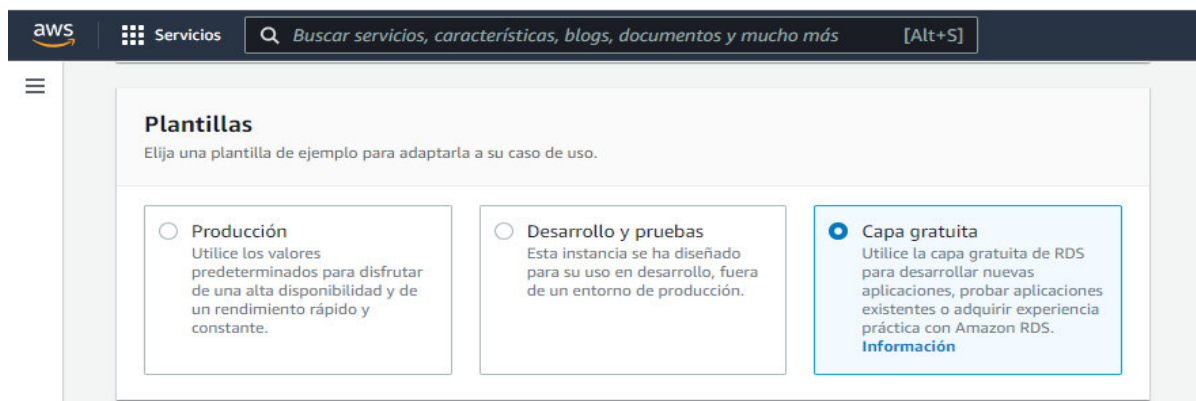 aws
Servicios
Buscar servicios, características, blogs, documentos y mucho más [Alt+S]
Plantillas
Elija una plantilla de ejemplo para adaptarla a su caso de uso.
Producción
Utilice los valores
predeterminados para disfrutar
de una alta disponibilidad y de
un rendimiento rápido y
constante.
Desarrollo y pruebas
Esta instancia se ha diseñado
para su uso en desarrollo, fuera
de un entorno de producción.
Capa gratuita
Utilice la capa gratuita de RDS
para desarrollar nuevas
aplicaciones, probar aplicaciones
existentes o adquirir experiencia
práctica con Amazon RDS.
Información